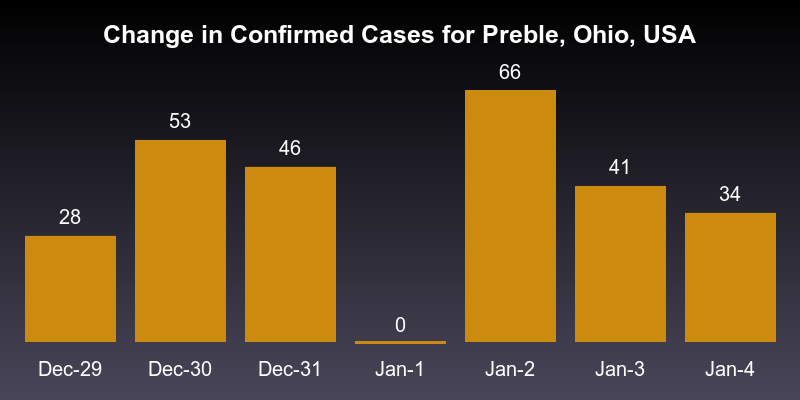 Change in Confirmed Cases for Preble, Ohio, USA
28 53 46 0 66 41 34
Dec-29 Dec-30 Dec-31 Jan-1 Jan-2 Jan-3 Jan-4